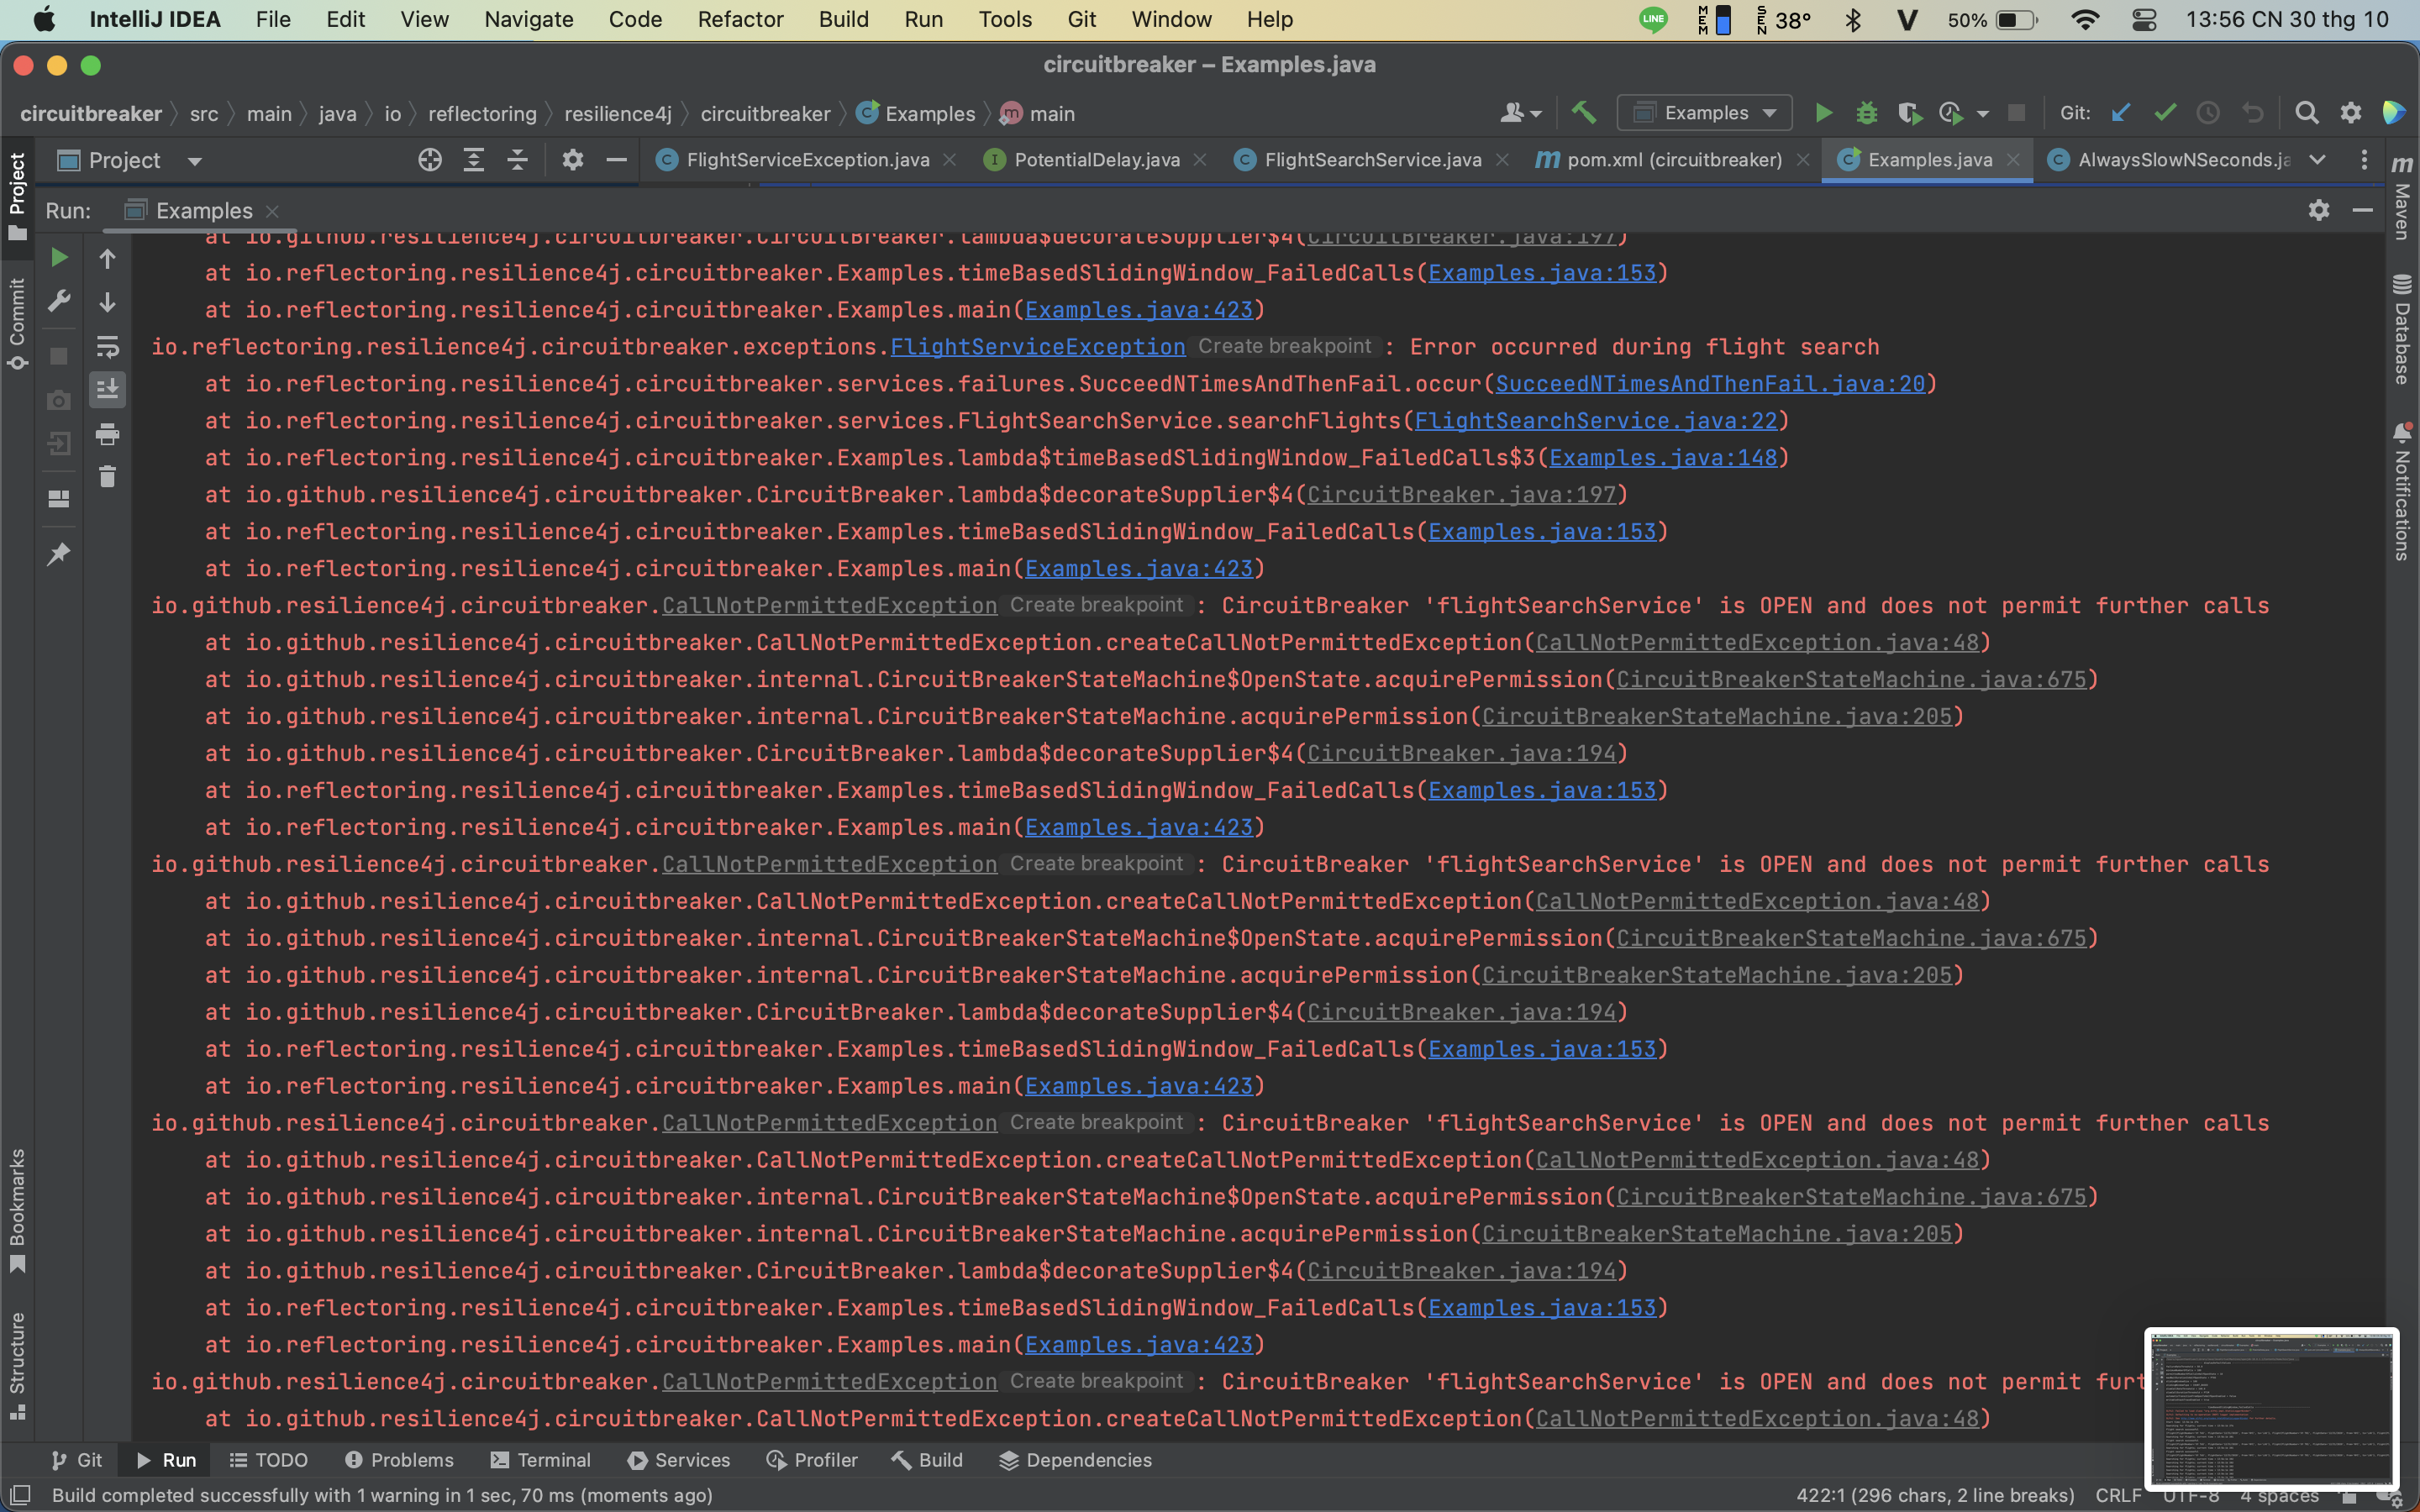 IntelliJ IDEA File Edit View Navigate Code Refactor Build Run Tools Git Window Help LINE MEM SEN 38° V 50% 13:56 CN 30 thg 10
circuitbreaker – Examples.java
circuitbreaker src main java io reflectoring resilience4j circuitbreaker Examples main Examples Git:
Project FlightServiceException.java PotentialDelay.java FlightSearchService.java pom.xml (circuitbreaker) Examples.java AlwaysSlowNSeconds.ja
Run: Examples
at io.github.resilience4j.circuitbreaker.CircuitBreaker.lambda$decorateSupplier$4(CircuitBreaker.java:197)
at io.reflectoring.resilience4j.circuitbreaker.Examples.timeBasedSlidingWindow_FailedCalls(Examples.java:153)
at io.reflectoring.resilience4j.circuitbreaker.Examples.main(Examples.java:423)
io.reflectoring.resilience4j.circuitbreaker.exceptions.FlightServiceException Create breakpoint : Error occurred during flight search
at io.reflectoring.resilience4j.circuitbreaker.services.failures.SucceedNTimesAndThenFail.occur(SucceedNTimesAndThenFail.java:20)
at io.reflectoring.resilience4j.circuitbreaker.services.FlightSearchService.searchFlights(FlightSearchService.java:22)
at io.reflectoring.resilience4j.circuitbreaker.Examples.lambda$timeBasedSlidingWindow_FailedCalls$3(Examples.java:148)
at io.github.resilience4j.circuitbreaker.CircuitBreaker.lambda$decorateSupplier$4(CircuitBreaker.java:197)
at io.reflectoring.resilience4j.circuitbreaker.Examples.timeBasedSlidingWindow_FailedCalls(Examples.java:153)
at io.reflectoring.resilience4j.circuitbreaker.Examples.main(Examples.java:423)
io.github.resilience4j.circuitbreaker.CallNotPermittedException Create breakpoint : CircuitBreaker 'flightSearchService' is OPEN and does not permit further calls
at io.github.resilience4j.circuitbreaker.CallNotPermittedException.createCallNotPermittedException(CallNotPermittedException.java:48)
at io.github.resilience4j.circuitbreaker.internal.CircuitBreakerStateMachine$OpenState.acquirePermission(CircuitBreakerStateMachine.java:675)
at io.github.resilience4j.circuitbreaker.internal.CircuitBreakerStateMachine.acquirePermission(CircuitBreakerStateMachine.java:205)
at io.github.resilience4j.circuitbreaker.CircuitBreaker.lambda$decorateSupplier$4(CircuitBreaker.java:194)
at io.reflectoring.resilience4j.circuitbreaker.Examples.timeBasedSlidingWindow_FailedCalls(Examples.java:153)
at io.reflectoring.resilience4j.circuitbreaker.Examples.main(Examples.java:423)
io.github.resilience4j.circuitbreaker.CallNotPermittedException Create breakpoint : CircuitBreaker 'flightSearchService' is OPEN and does not permit further calls
at io.github.resilience4j.circuitbreaker.CallNotPermittedException.createCallNotPermittedException(CallNotPermittedException.java:48)
at io.github.resilience4j.circuitbreaker.internal.CircuitBreakerStateMachine$OpenState.acquirePermission(CircuitBreakerStateMachine.java:675)
at io.github.resilience4j.circuitbreaker.internal.CircuitBreakerStateMachine.acquirePermission(CircuitBreakerStateMachine.java:205)
at io.github.resilience4j.circuitbreaker.CircuitBreaker.lambda$decorateSupplier$4(CircuitBreaker.java:194)
at io.reflectoring.resilience4j.circuitbreaker.Examples.timeBasedSlidingWindow_FailedCalls(Examples.java:153)
at io.reflectoring.resilience4j.circuitbreaker.Examples.main(Examples.java:423)
io.github.resilience4j.circuitbreaker.CallNotPermittedException Create breakpoint : CircuitBreaker 'flightSearchService' is OPEN and does not permit further calls
at io.github.resilience4j.circuitbreaker.CallNotPermittedException.createCallNotPermittedException(CallNotPermittedException.java:48)
at io.github.resilience4j.circuitbreaker.internal.CircuitBreakerStateMachine$OpenState.acquirePermission(CircuitBreakerStateMachine.java:675)
at io.github.resilience4j.circuitbreaker.internal.CircuitBreakerStateMachine.acquirePermission(CircuitBreakerStateMachine.java:205)
at io.github.resilience4j.circuitbreaker.CircuitBreaker.lambda$decorateSupplier$4(CircuitBreaker.java:194)
at io.reflectoring.resilience4j.circuitbreaker.Examples.timeBasedSlidingWindow_FailedCalls(Examples.java:153)
at io.reflectoring.resilience4j.circuitbreaker.Examples.main(Examples.java:423)
io.github.resilience4j.circuitbreaker.CallNotPermittedException Create breakpoint : CircuitBreaker 'flightSearchService' is OPEN and does not permit furt
at io.github.resilience4j.circuitbreaker.CallNotPermittedException.createCallNotPermittedException(CallNotPermittedException.java:48)
Project
Commit
Bookmarks
Structure
Maven
Database
Notifications
Git Run TODO Problems Terminal Services Profiler Build Dependencies
Build completed successfully with 1 warning in 1 sec, 70 ms (moments ago) 422:1 (296 chars, 2 line breaks) CRLF UTF-8 4 spaces